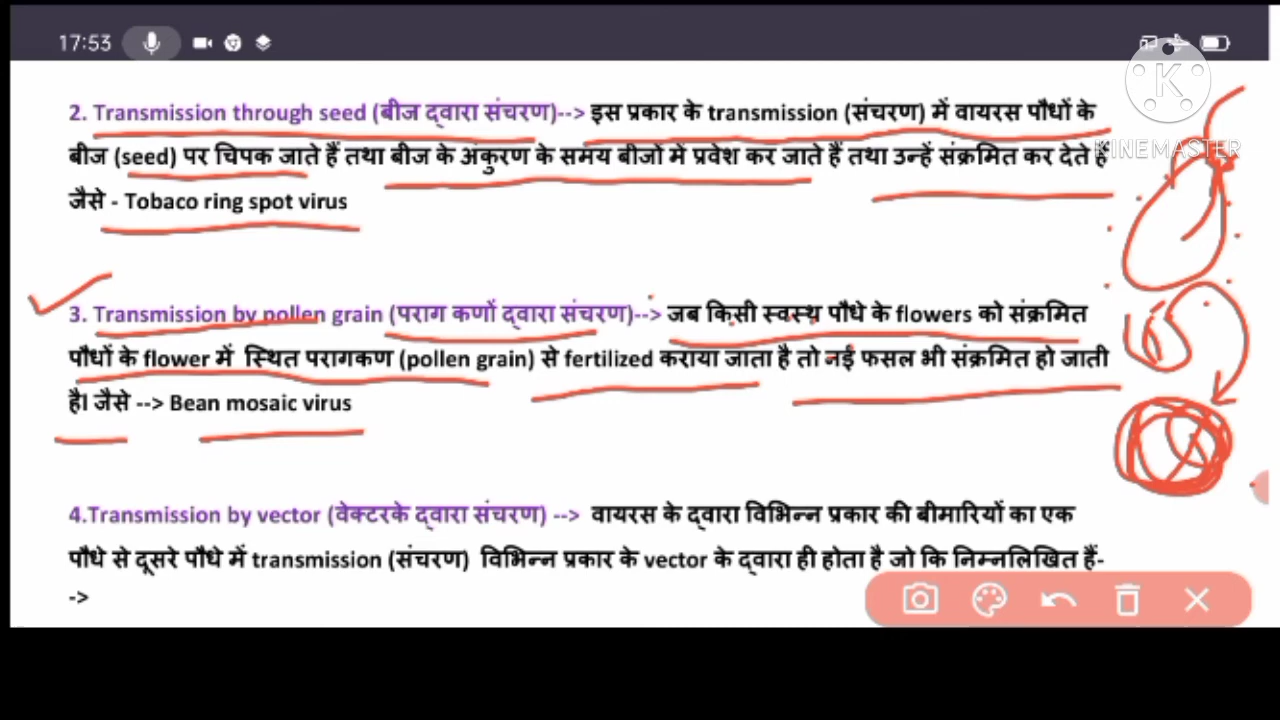 17:53
K
KINEMASTER
2. Transmission through seed (बीज द्वारा संचरण)--> इस प्रकार के transmission (संचरण) में वायरस पौधों के
बीज (seed) पर चिपक जाते हैं तथा बीज के अंकुरण के समय बीजो में प्रवेश कर जाते हैं तथा उन्हें संक्रमित कर देते हैं
जैसे - Tobaco ring spot virus
3. Transmission by pollen grain (पराग कणों द्वारा संचरण)--> जब किसी स्वस्थ पौधे के flowers को संक्रमित
पौधों के flower में स्थित परागकण (pollen grain) से fertilized कराया जाता है तो नई फसल भी संक्रमित हो जाती
है। जैसे --> Bean mosaic virus
4.Transmission by vector (वेक्टरके द्वारा संचरण) --> वायरस के द्वारा विभिन्न प्रकार की बीमारियों का एक
पौधे से दूसरे पौधे में transmission (संचरण) विभिन्न प्रकार के vector के द्वारा ही होता है जो कि निम्नलिखित हैं-
->